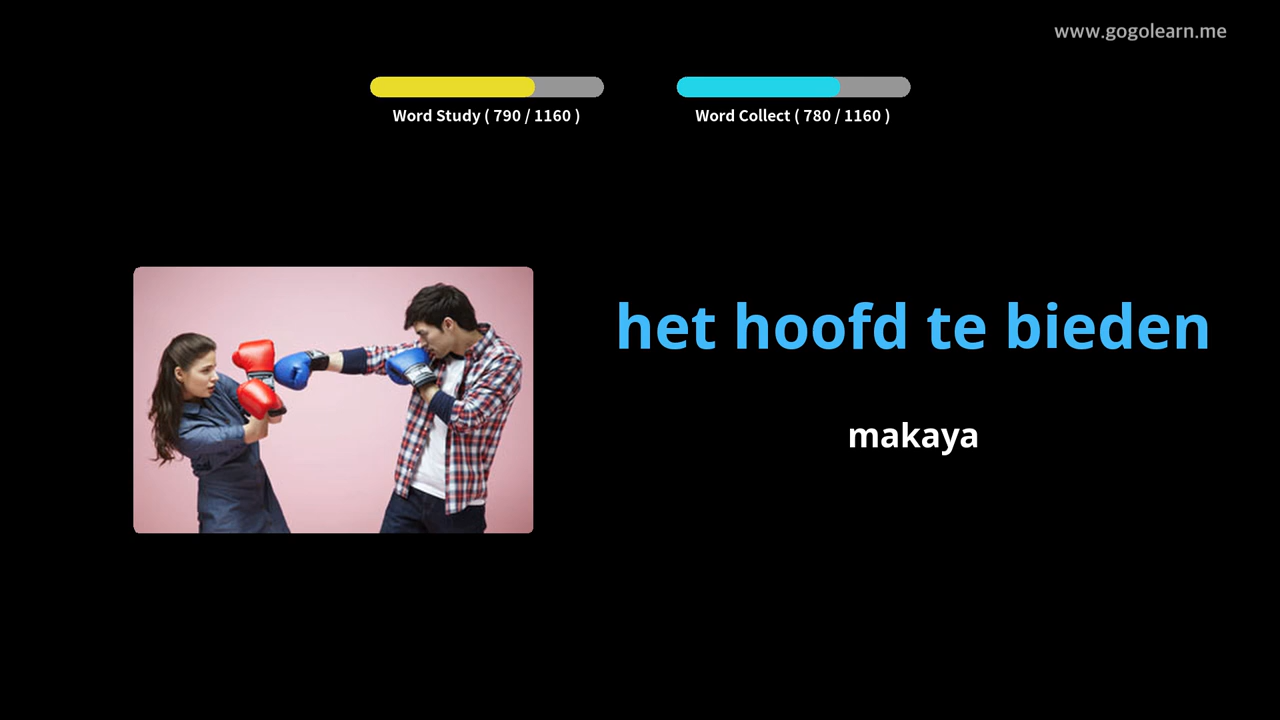 www.gogolearn.me
Word Study ( 790 / 1160 )
Word Collect ( 780 / 1160 )
het hoofd te bieden
makaya